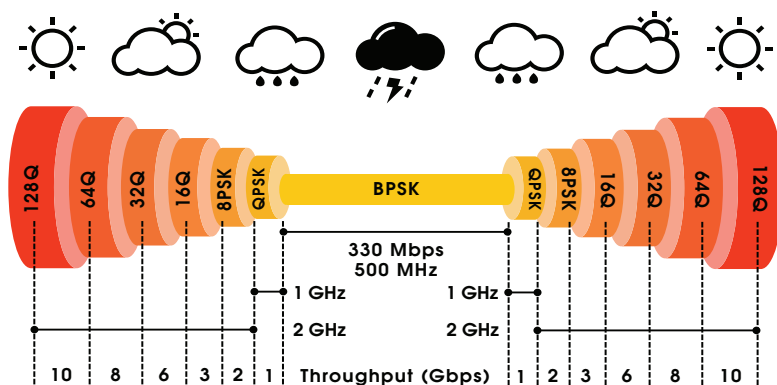 128Q
64Q
32Q
16Q
8PSK
QPSK
BPSK
QPSK
8PSK
16Q
32Q
64Q
128Q
330 Mbps
500 MHz
1 GHz
1 GHz
2 GHz
2 GHz
10 8 6 3 2 1 Throughput (Gbps) 1 2 3 6 8 10